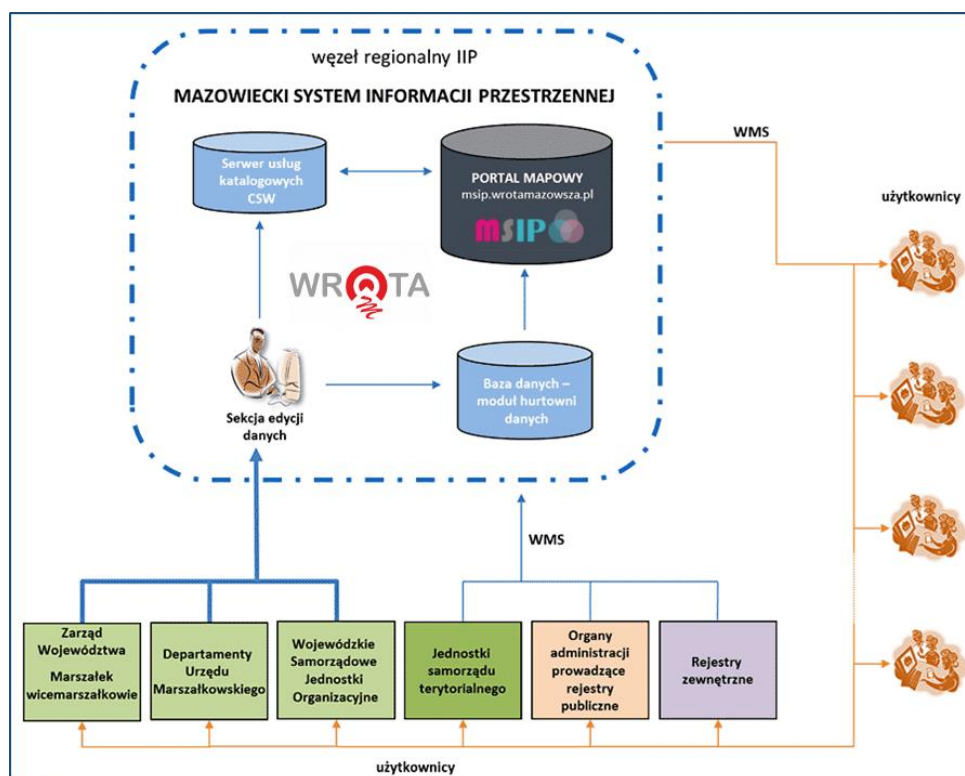 węzeł regionalny IIP
MAZOWIECKI SYSTEM INFORMACJI PRZESTRZENNEJ
Serwer usług
katalogowych
CSW
PORTAL MAPOWY
msip.wrotamazowsza.pl
mSIP
WROTA
Sekcja edycji
danych
Baza danych –
moduł hurtowni
danych
WMS
użytkownicy
WMS
Zarząd
Województwa
Marszałek
wicemarszałkowie
Departamenty
Urzędu
Marszałkowskiego
Wojewódzkie
Samorządowe
Jednostki
Organizacyjne
Jednostki
samorządu
terytorialnego
Organy
administracji
prowadzące
rejestry
publiczne
Rejestry
zewnętrzne
użytkownicy